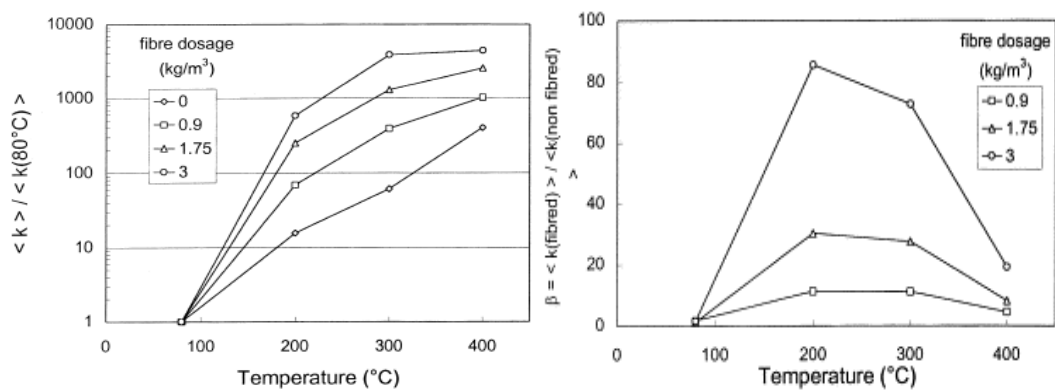 10000
1000
100
10
1
fibre dosage
(kg/m³)
0
0.9
1.75
3
< k > / < k(80°C) >
0 100 200 300 400
Temperature (°C)
100
80
60
40
20
0
fibre dosage
(kg/m³)
0.9
1.75
3
β = < k(fibred) > / <k(non fibred)
>
0 100 200 300 400
Temperature (°C)